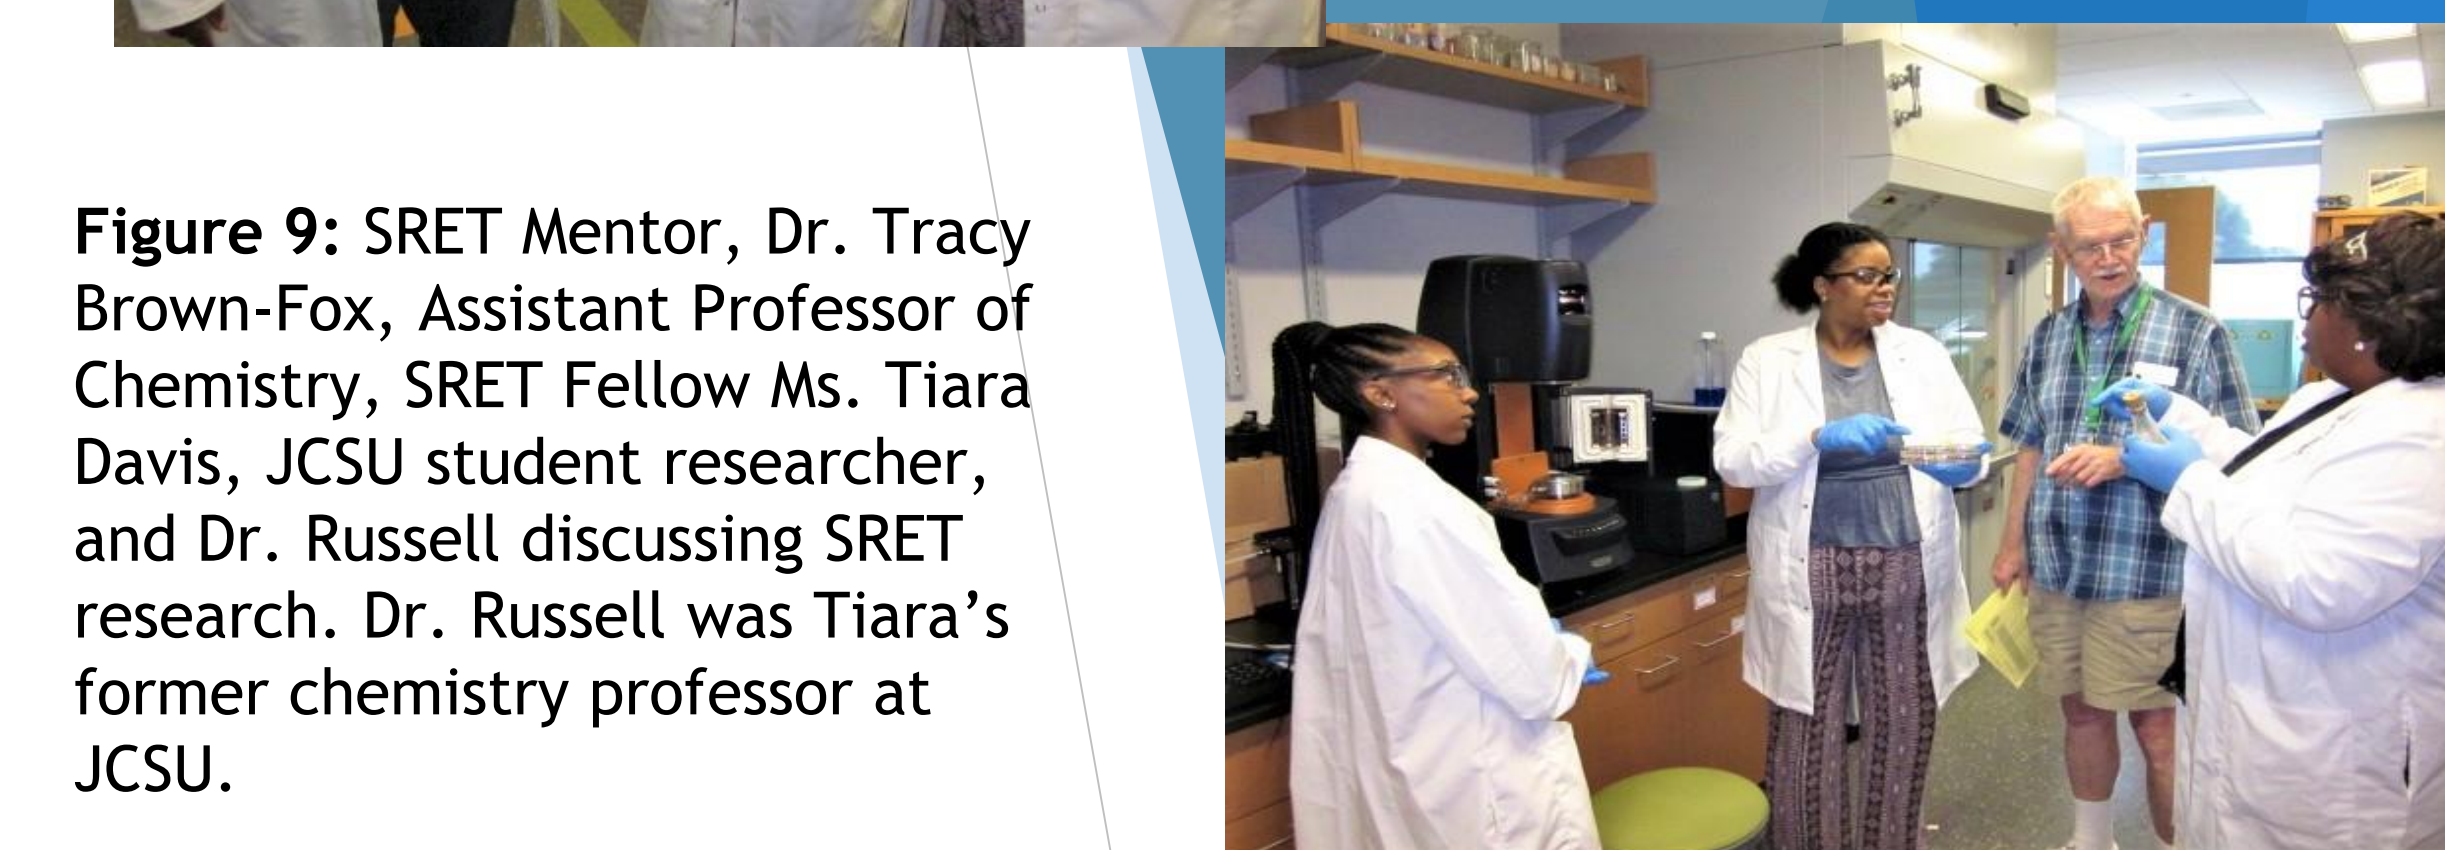 Figure 9: SRET Mentor, Dr. Tracy
Brown-Fox, Assistant Professor of
Chemistry, SRET Fellow Ms. Tiara
Davis, JCSU student researcher,
and Dr. Russell discussing SRET
research. Dr. Russell was Tiara’s
former chemistry professor at
JCSU.